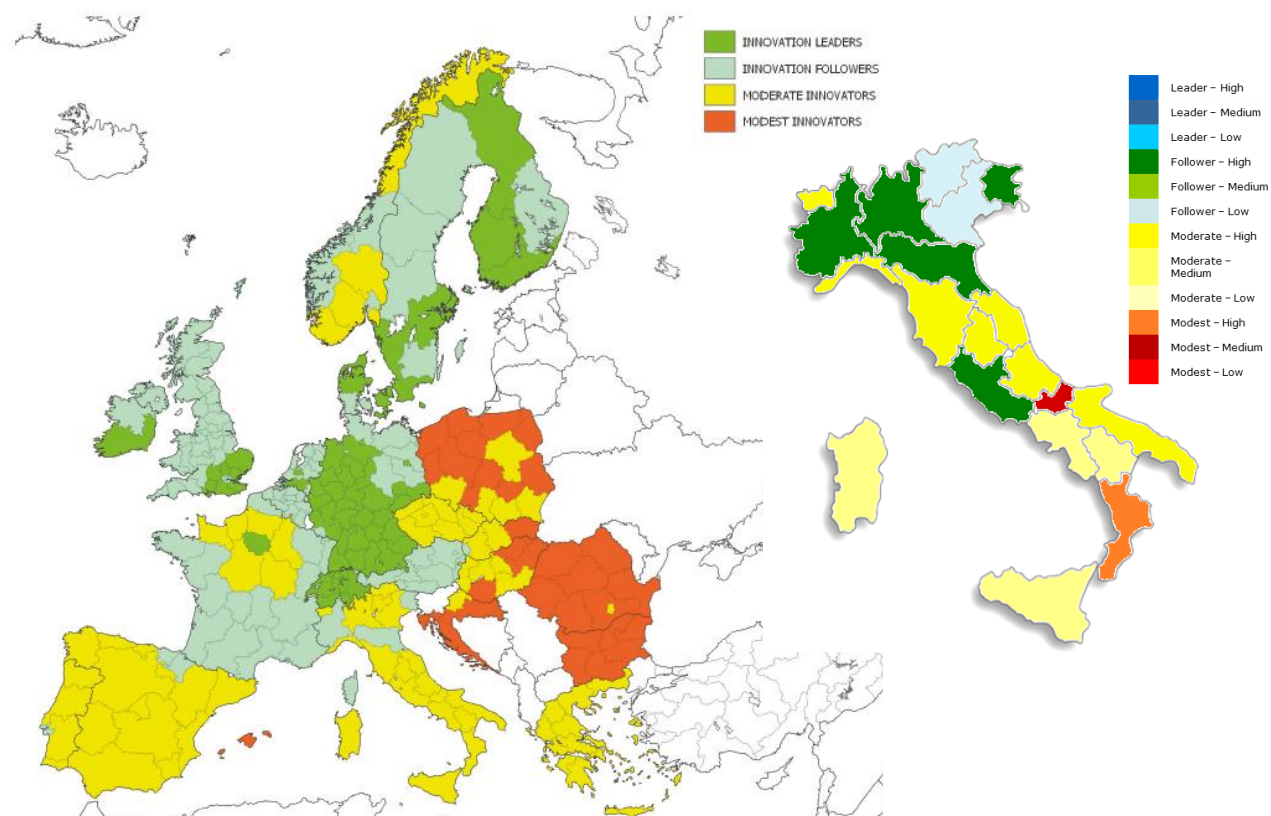 INNOVATION LEADERS
INNOVATION FOLLOWERS
MODERATE INNOVATORS
MODEST INNOVATORS
Leader – High
Leader – Medium
Leader – Low
Follower – High
Follower – Medium
Follower – Low
Moderate – High
Moderate –
Medium
Moderate – Low
Modest – High
Modest – Medium
Modest – Low